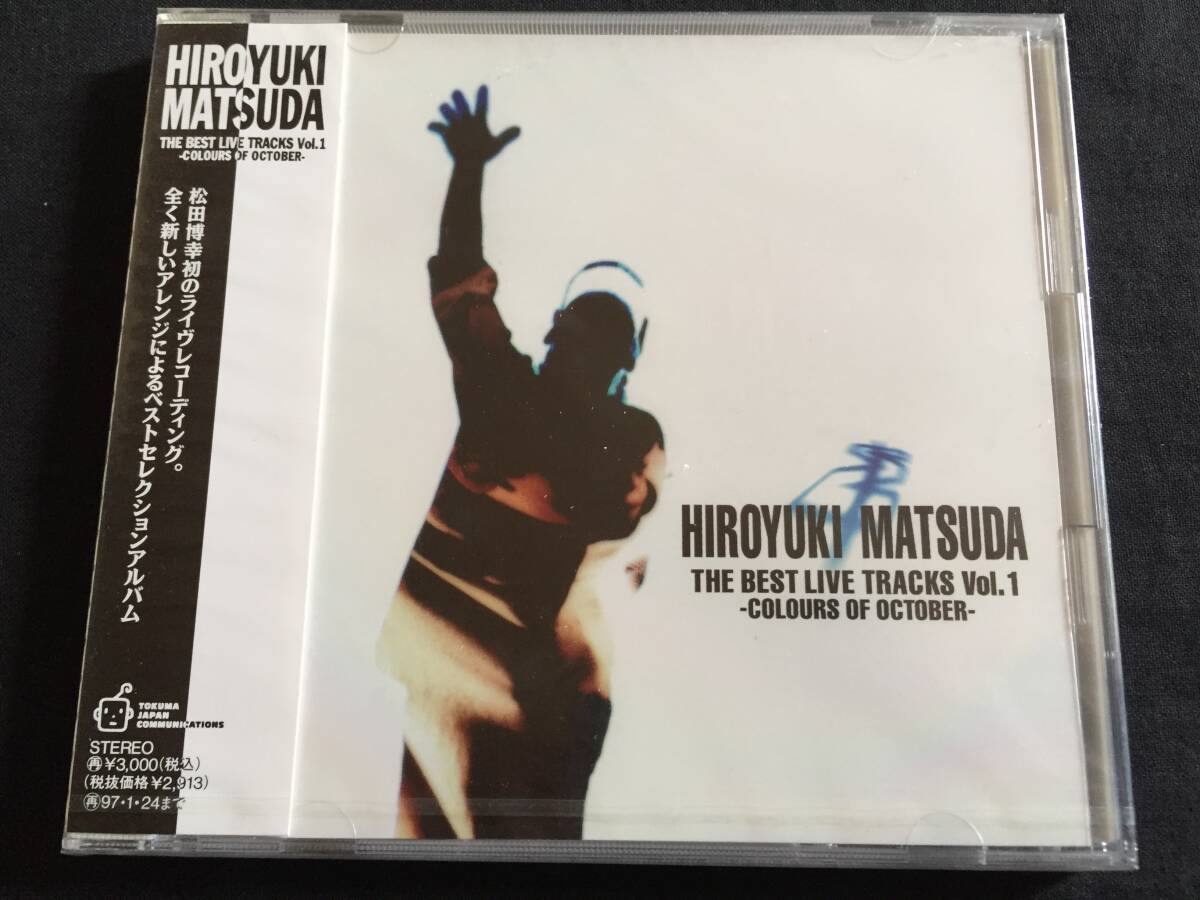 HIROYUKI
MATSUDA
THE BEST LIVE TRACKS Vol.1
-COLOURS OF OCTOBER-
松田博幸初のライヴレコーディング。
全く新しいアレンジによるベストセレクションアルバム
TOKUMA
JAPAN
COMMUNICATIONS
STEREO
再¥3,000(税込)
(税抜価格¥2,913)
再97・1・24まで
HIROYUKI MATSUDA
THE BEST LIVE TRACKS Vol.1
-COLOURS OF OCTOBER-